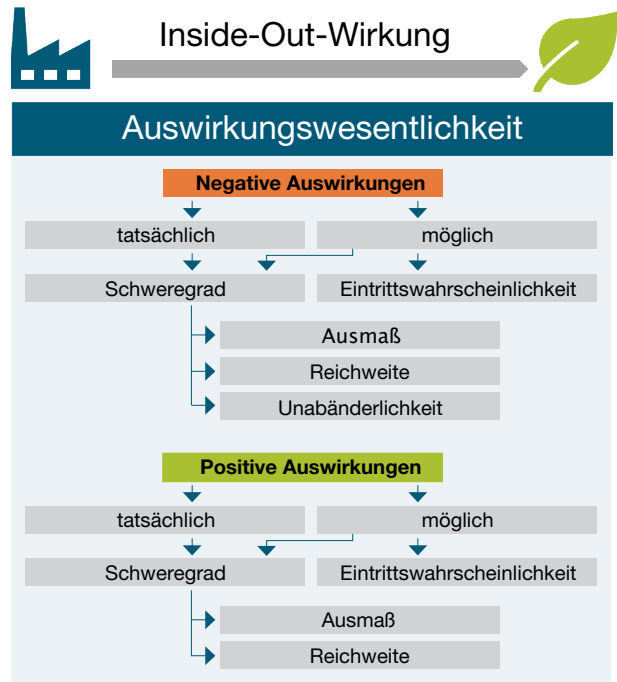 Inside-Out-Wirkung
Auswirkungswesentlichkeit
Negative Auswirkungen
tatsächlich
möglich
Schweregrad
Eintrittswahrscheinlichkeit
Ausmaß
Reichweite
Unabänderlichkeit
Positive Auswirkungen
tatsächlich
möglich
Schweregrad
Eintrittswahrscheinlichkeit
Ausmaß
Reichweite